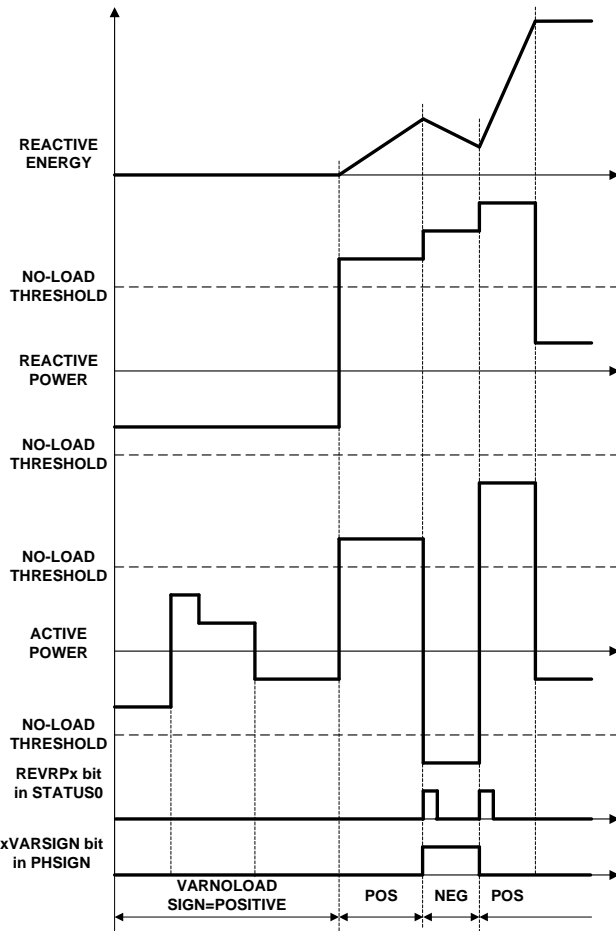 REACTIVE
ENERGY
NO-LOAD
THRESHOLD
REACTIVE
POWER
NO-LOAD
THRESHOLD
NO-LOAD
THRESHOLD
ACTIVE
POWER
NO-LOAD
THRESHOLD
REVRPx bit
in STATUS0
xVARSIGN bit
in PHSIGN
VARNOLOAD
SIGN=POSITIVE
POS
NEG
POS